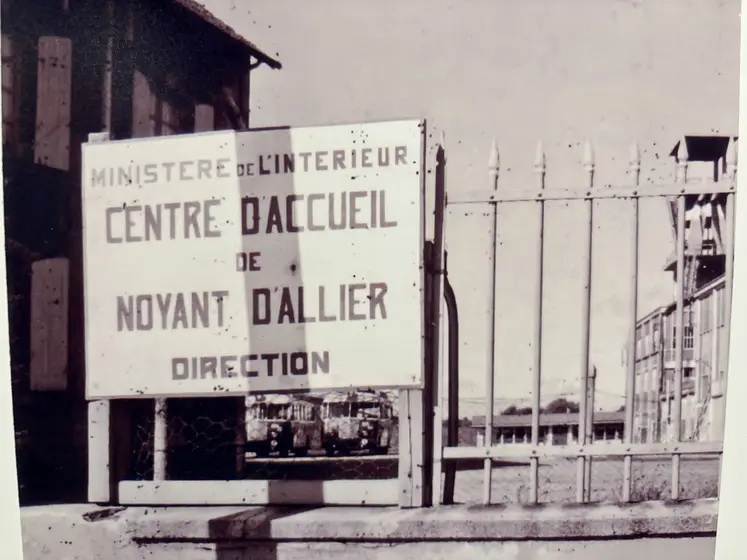 MINISTERE DE L'INTERIEUR
CENTRE D'ACCUEIL
DE
NOYANT D'ALLIER
DIRECTION